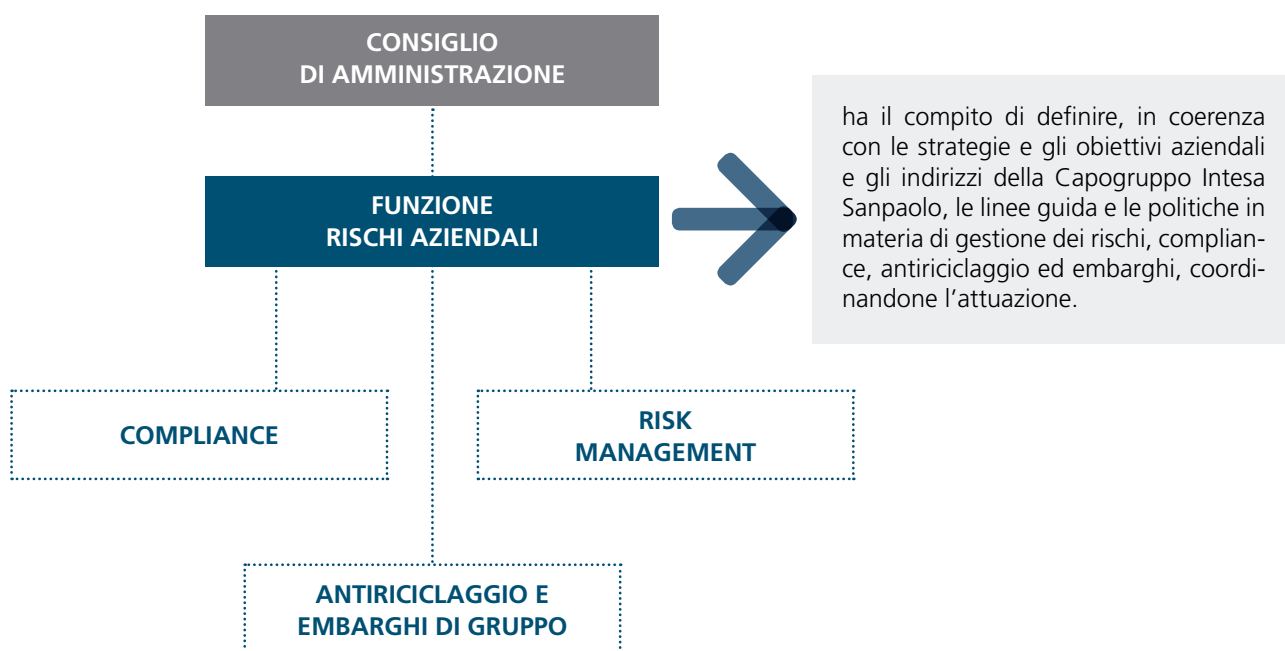 CONSIGLIO
DI AMMINISTRAZIONE
FUNZIONE
RISCHI AZIENDALI
ha il compito di definire, in coerenza
con le strategie e gli obiettivi aziendali
e gli indirizzi della Capogruppo Intesa
Sanpaolo, le linee guida e le politiche in
materia di gestione dei rischi, complian-
ce, antiriciclaggio ed embarghi, coordi-
nandone l'attuazione.
COMPLIANCE
RISK
MANAGEMENT
ANTIRICICLAGGIO E
EMBARGHI DI GRUPPO